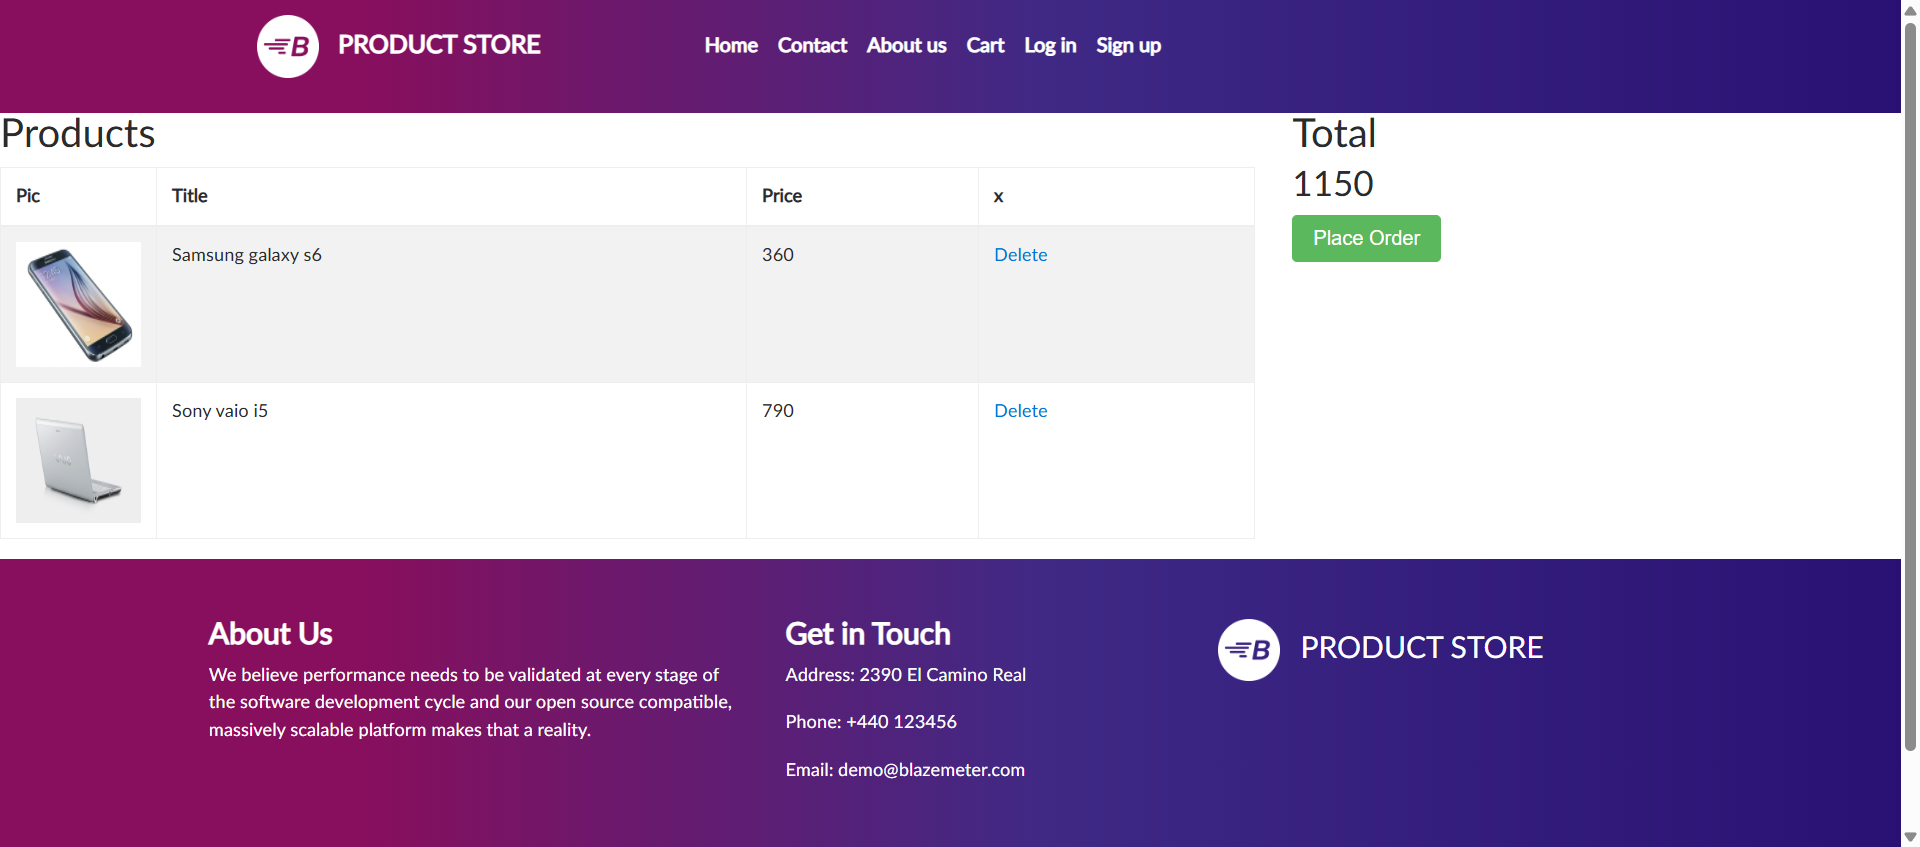 B PRODUCT STORE
Home Contact About us Cart Log in Sign up
Products
Pic Title Price x
Samsung galaxy s6 360 Delete
Sony vaio i5 790 Delete
Total
1150
Place Order
About Us
We believe performance needs to be validated at every stage of
the software development cycle and our open source compatible,
massively scalable platform makes that a reality.
Get in Touch
Address: 2390 El Camino Real
Phone: +440 123456
Email: demo@blazemeter.com
B PRODUCT STORE